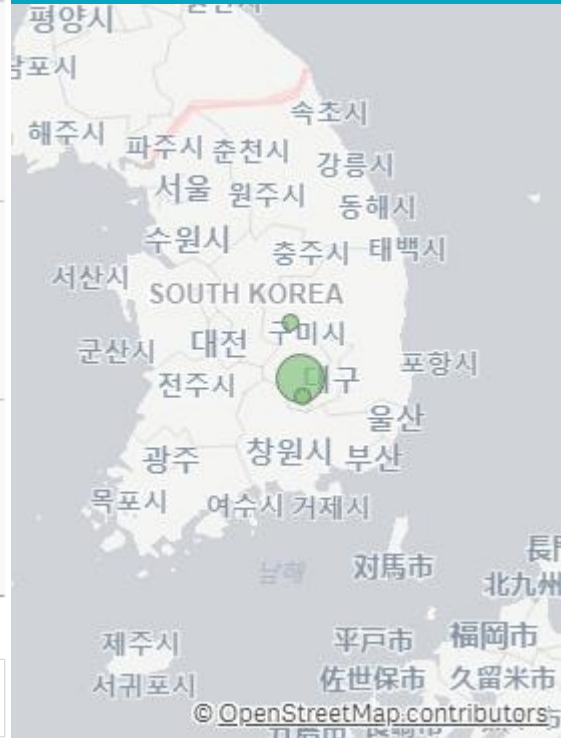 평양시
해주시
속초시
파주시 춘천시
강릉시
서울 원주시
동해시
수원시
충주시 태백시
서산시
SOUTH KOREA
군산시 대전 구미시
전주시 대구 포항시
울산
광주 창원시 부산
목포시 여수시 거제시
남해
対馬市
北九州
제주시 平戸市 福岡市
서귀포시 佐世保市 久留米市
© OpenStreetMap contributors